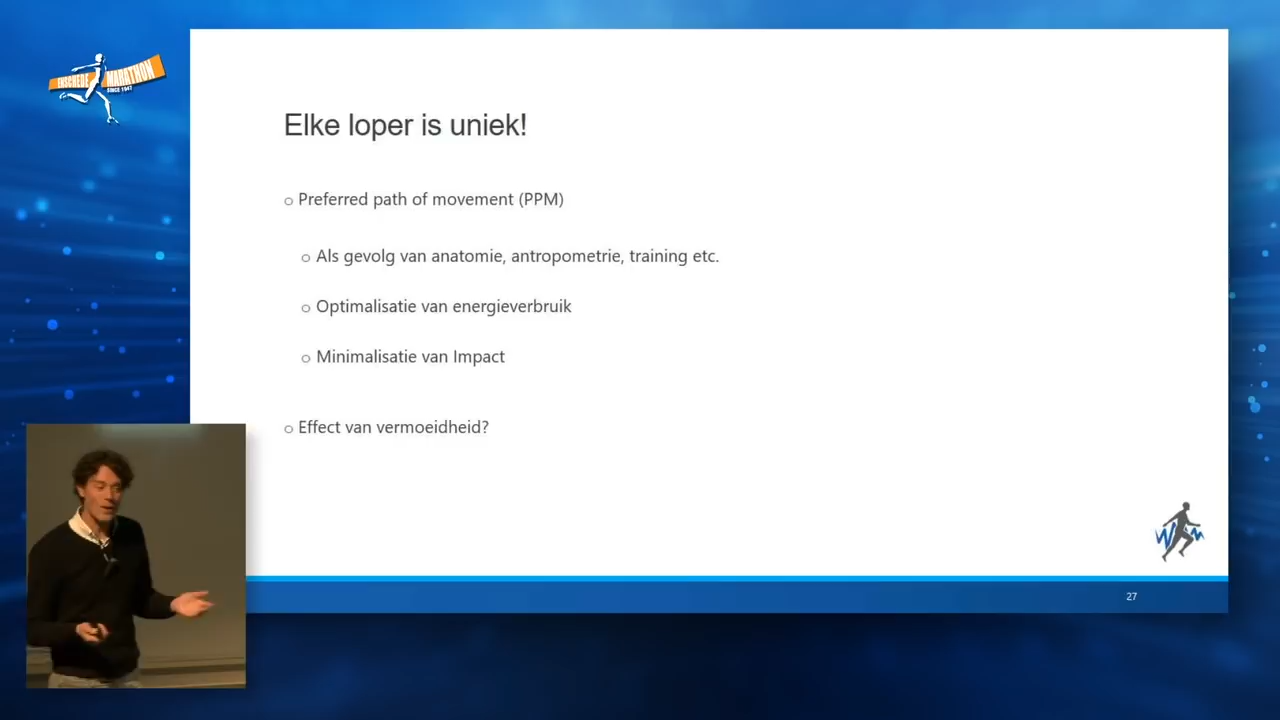 ENSCHEDE MARATHON
SINCE 1947
Elke loper is uniek!
Preferred path of movement (PPM)
Als gevolg van anatomie, antropometrie, training etc.
Optimalisatie van energieverbruik
Minimalisatie van Impact
Effect van vermoeidheid?
27